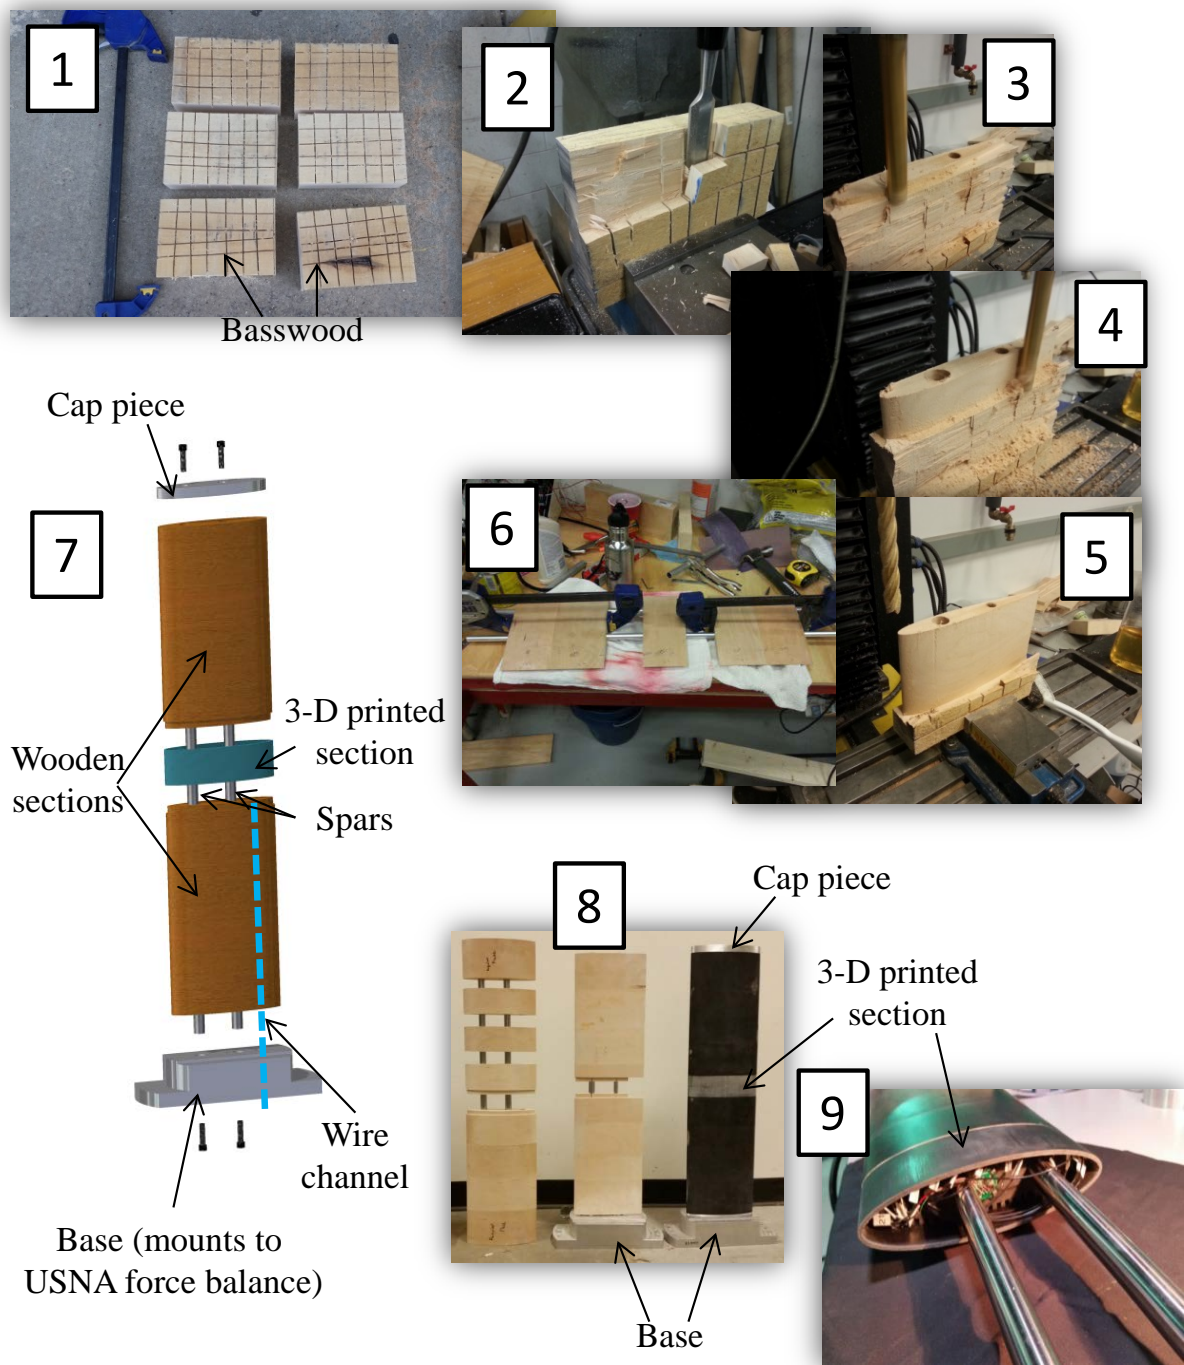 1
2
3
Basswood
4
Cap piece
7
6
5
3-D printed
section
Wooden
sections
Spars
Cap piece
8
3-D printed
section
9
Wire
channel
Base (mounts to
USNA force balance)
Base